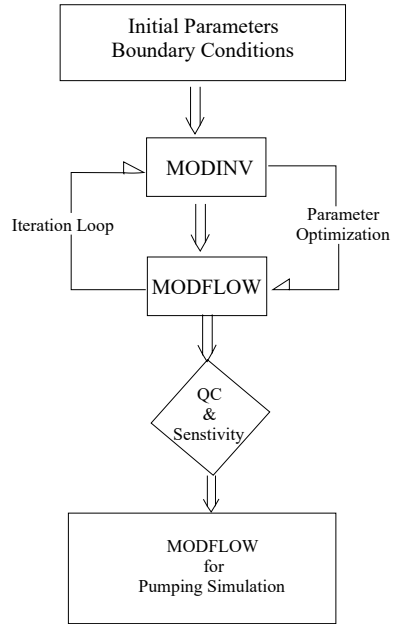 Initial Parameters
Boundary Conditions
MODINV
Iteration Loop
Parameter
Optimization
MODFLOW
QC
&
Senstivity
MODFLOW
for
Pumping Simulation